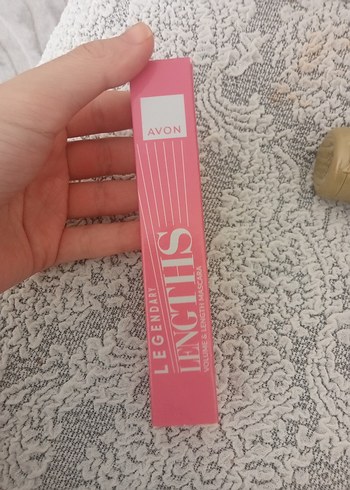 AVON
LEGENDARY
LENGTHS
VOLUME & LENGTH MASCARA